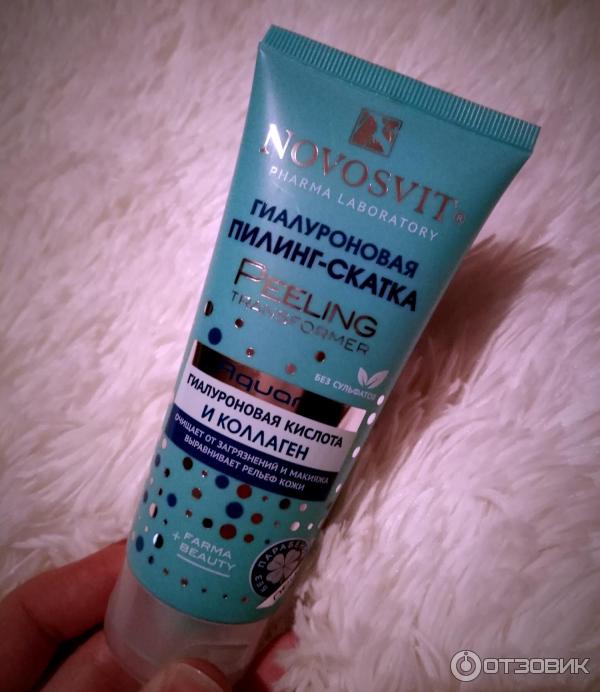 NOVOSVIT®
PHARMA LABORATORY
ГИАЛУРОНОВАЯ
ПИЛИНГ-СКАТКА
PEELING
TRANSFORMER
БЕЗ СУЛЬФАТОВ
ГИАЛУРОНОВАЯ КИСЛОТА
И КОЛЛАГЕН
ОЧИЩАЕТ ОТ ЗАГРЯЗНЕНИЙ И МАКИЯЖА
ВЫРАВНИВАЕТ РЕЛЬЕФ КОЖИ
+ FARMA
BEAUTY
БЕЗ
ОТЗОВИК